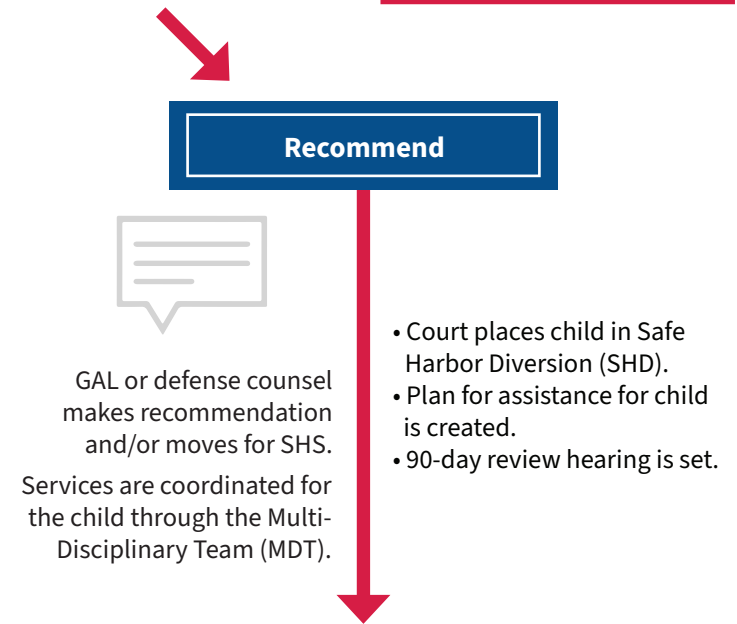 Recommend
GAL or defense counsel
makes recommendation
and/or moves for SHS.
Services are coordinated for
the child through the Multi-
Disciplinary Team (MDT).
• Court places child in Safe
Harbor Diversion (SHD).
• Plan for assistance for child
is created.
• 90-day review hearing is set.